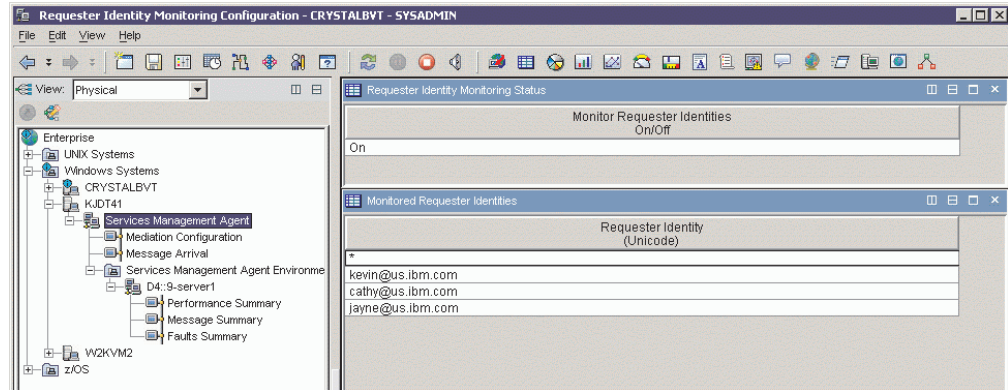 Requester Identity Monitoring Configuration - CRYSTALBVT - SYSADMIN
File Edit View Help
View: Physical
Enterprise
UNIX Systems
Windows Systems
CRYSTALBVT
KJDT41
Services Management Agent
Mediation Configuration
Message Arrival
Services Management Agent Environme
D4::9-server1
Performance Summary
Message Summary
Faults Summary
W2KVM2
z/OS
Requester Identity Monitoring Status
Monitor Requester Identities
On/Off
On
Monitored Requester Identities
Requester Identity
(Unicode)
*
kevin@us.ibm.com
cathy@us.ibm.com
jayne@us.ibm.com